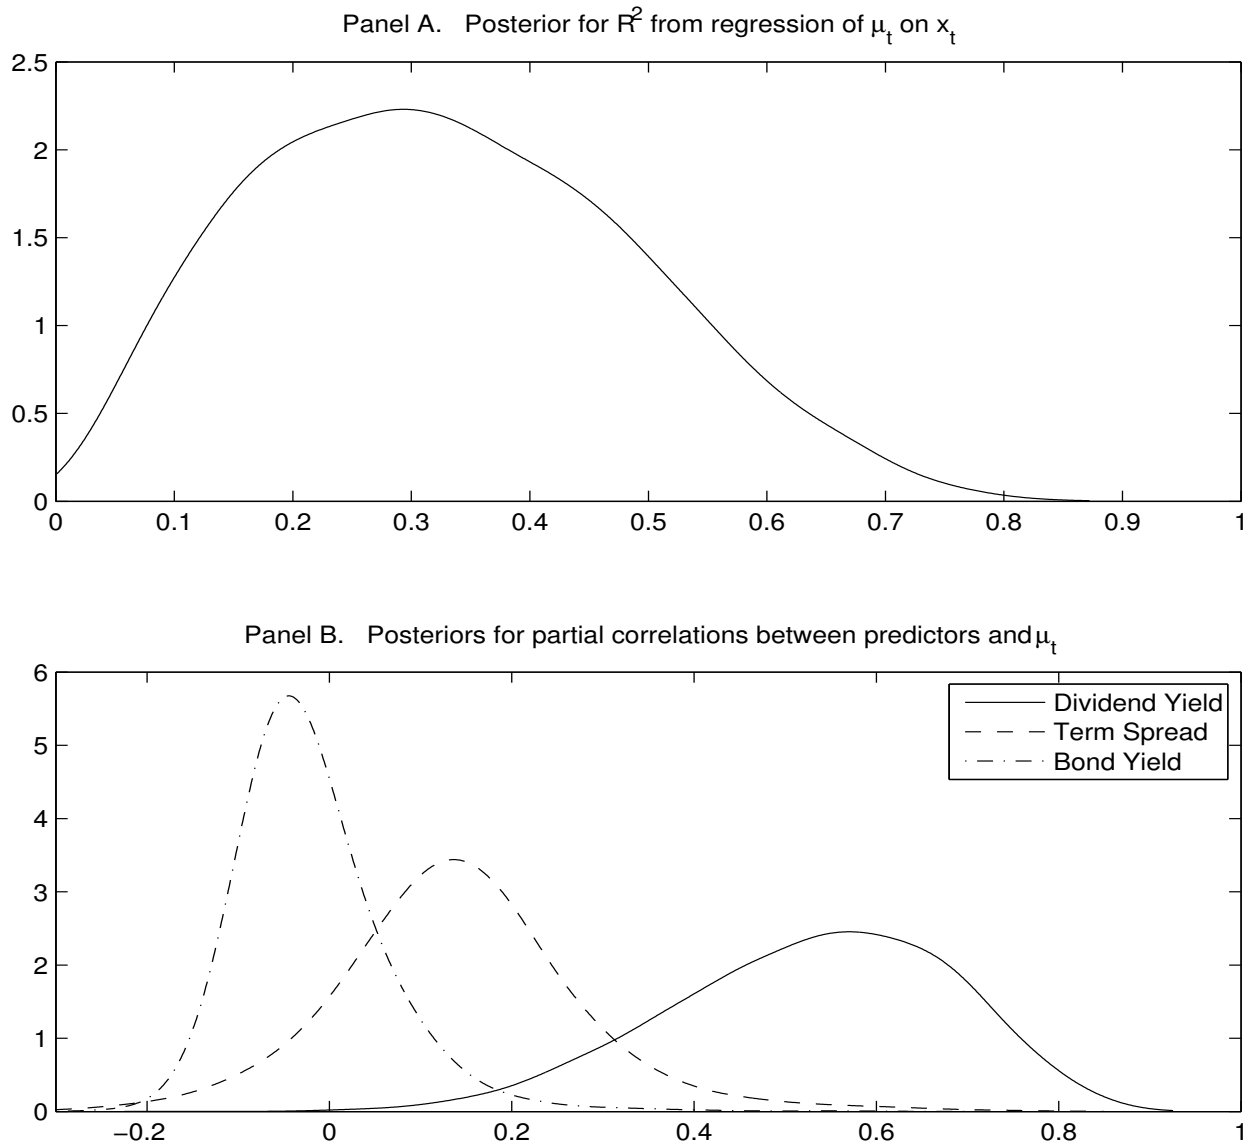 Panel A. Posterior for R² from regression of μ_t on x_t
2.5
2
1.5
1
0.5
0
0 0.1 0.2 0.3 0.4 0.5 0.6 0.7 0.8 0.9 1
Panel B. Posteriors for partial correlations between predictors and μ_t
6
5
4
3
2
1
0
Dividend Yield
Term Spread
Bond Yield
−0.2 0 0.2 0.4 0.6 0.8 1